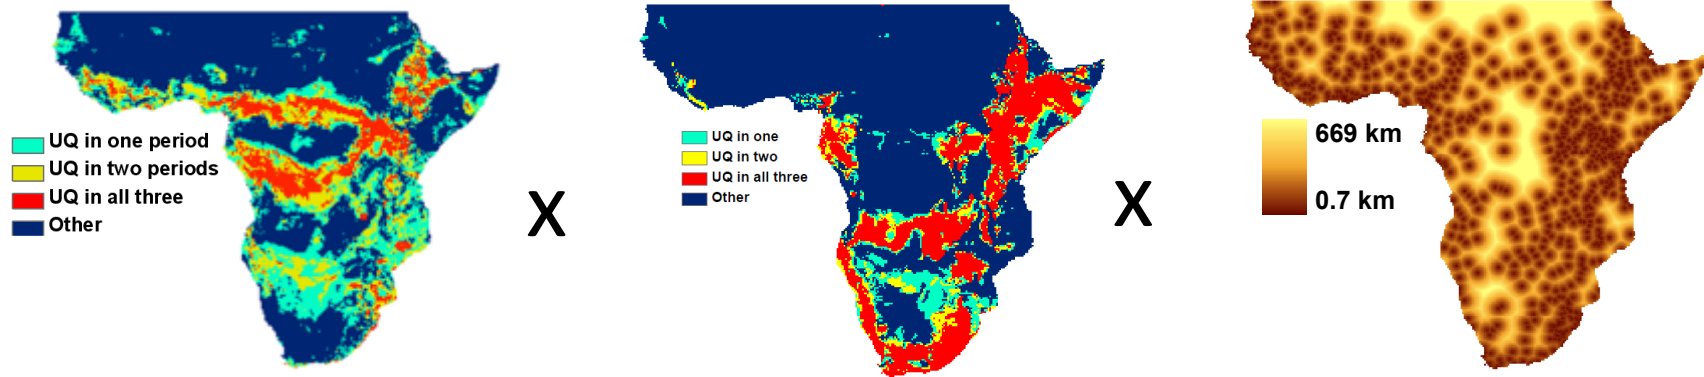 UQ in one period
UQ in two periods
UQ in all three
Other
X
UQ in one
UQ in two
UQ in all three
Other
X
669 km
0.7 km